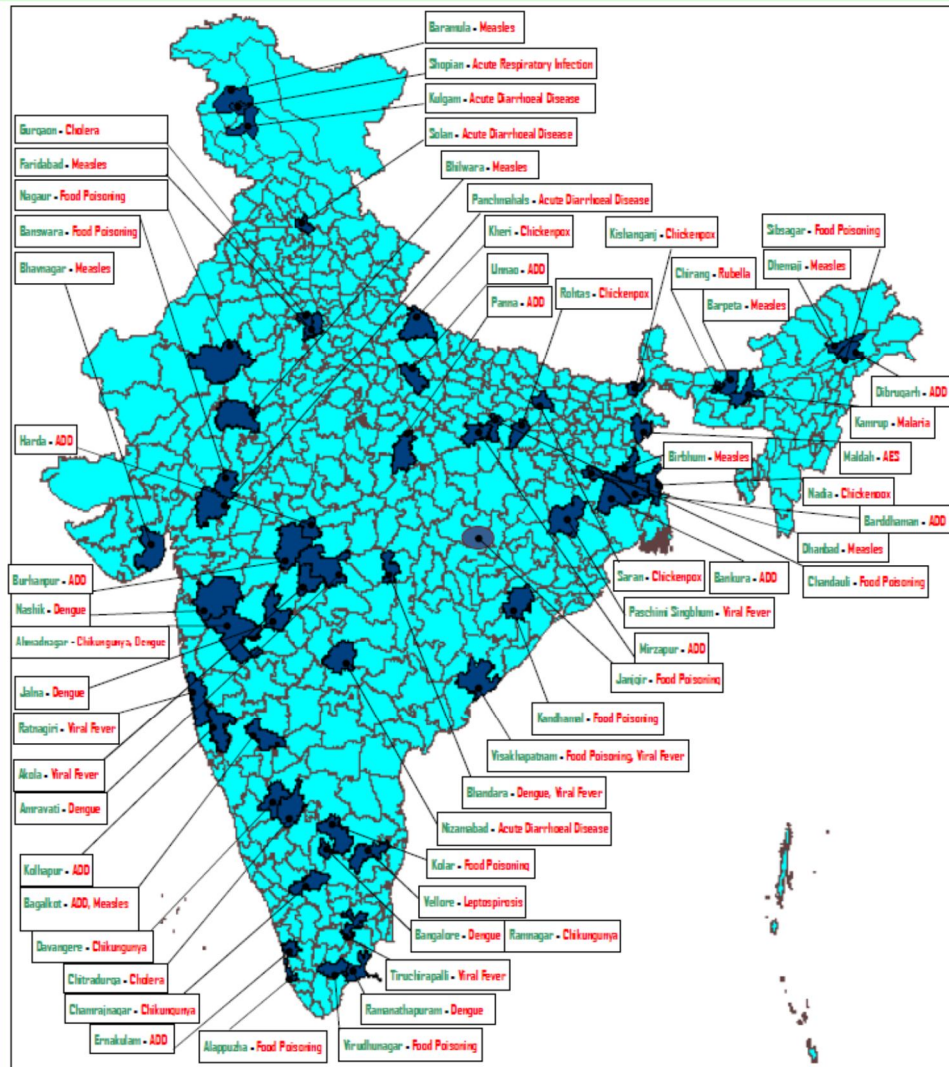 Baramula - Measles
Shopian - Acute Respiratory Infection
Kulgam - Acute Diarrhoeal Disease
Gurgaon - Cholera
Solan - Acute Diarrhoeal Disease
Faridabad - Measles
Bhilwara - Measles
Nagaur - Food Poisoning
Panchmahals - Acute Diarrhoeal Disease
Banswara - Food Poisoning
Kheri - Chickenpox
Kishanganj - Chickenpox
Sibsagar - Food Poisoning
Bhavnagar - Measles
Unnao - ADD
Chirang - Rubella
Dhemaji - Measles
Panna - ADD
Rohtas - Chickenpox
Barpeta - Measles
Dibrugarh - ADD
Kamrup - Malaria
Harda - ADD
Birbhum - Measles
Maldah - AES
Nadia - Chickenpox
Barddhaman - ADD
Dhanbad - Measles
Burhanpur - ADD
Saran - Chickenpox
Bankura - ADD
Chandauli - Food Poisoning
Nashik - Dengue
Paschimi Singbhum - Viral Fever
Ahmadnagar - Chikungunya, Dengue
Mirzapur - ADD
Janjgir - Food Poisoning
Jalna - Dengue
Kandhamal - Food Poisoning
Ratnagiri - Viral Fever
Visakhapatnam - Food Poisoning, Viral Fever
Akola - Viral Fever
Bhandara - Dengue, Viral Fever
Amravati - Dengue
Nizamabad - Acute Diarrhoeal Disease
Kolhapur - ADD
Kolar - Food Poisoning
Bagalkot - ADD, Measles
Vellore - Leptospirosis
Davangere - Chikungunya
Bangalore - Dengue
Ramnagar - Chikungunya
Chitradurga - Cholera
Tiruchirapalli - Viral Fever
Chamrajnagar - Chikungunya
Ramanathapuram - Dengue
Ernakulam - ADD
Alappuzha - Food Poisoning
Virudhunagar - Food Poisoning